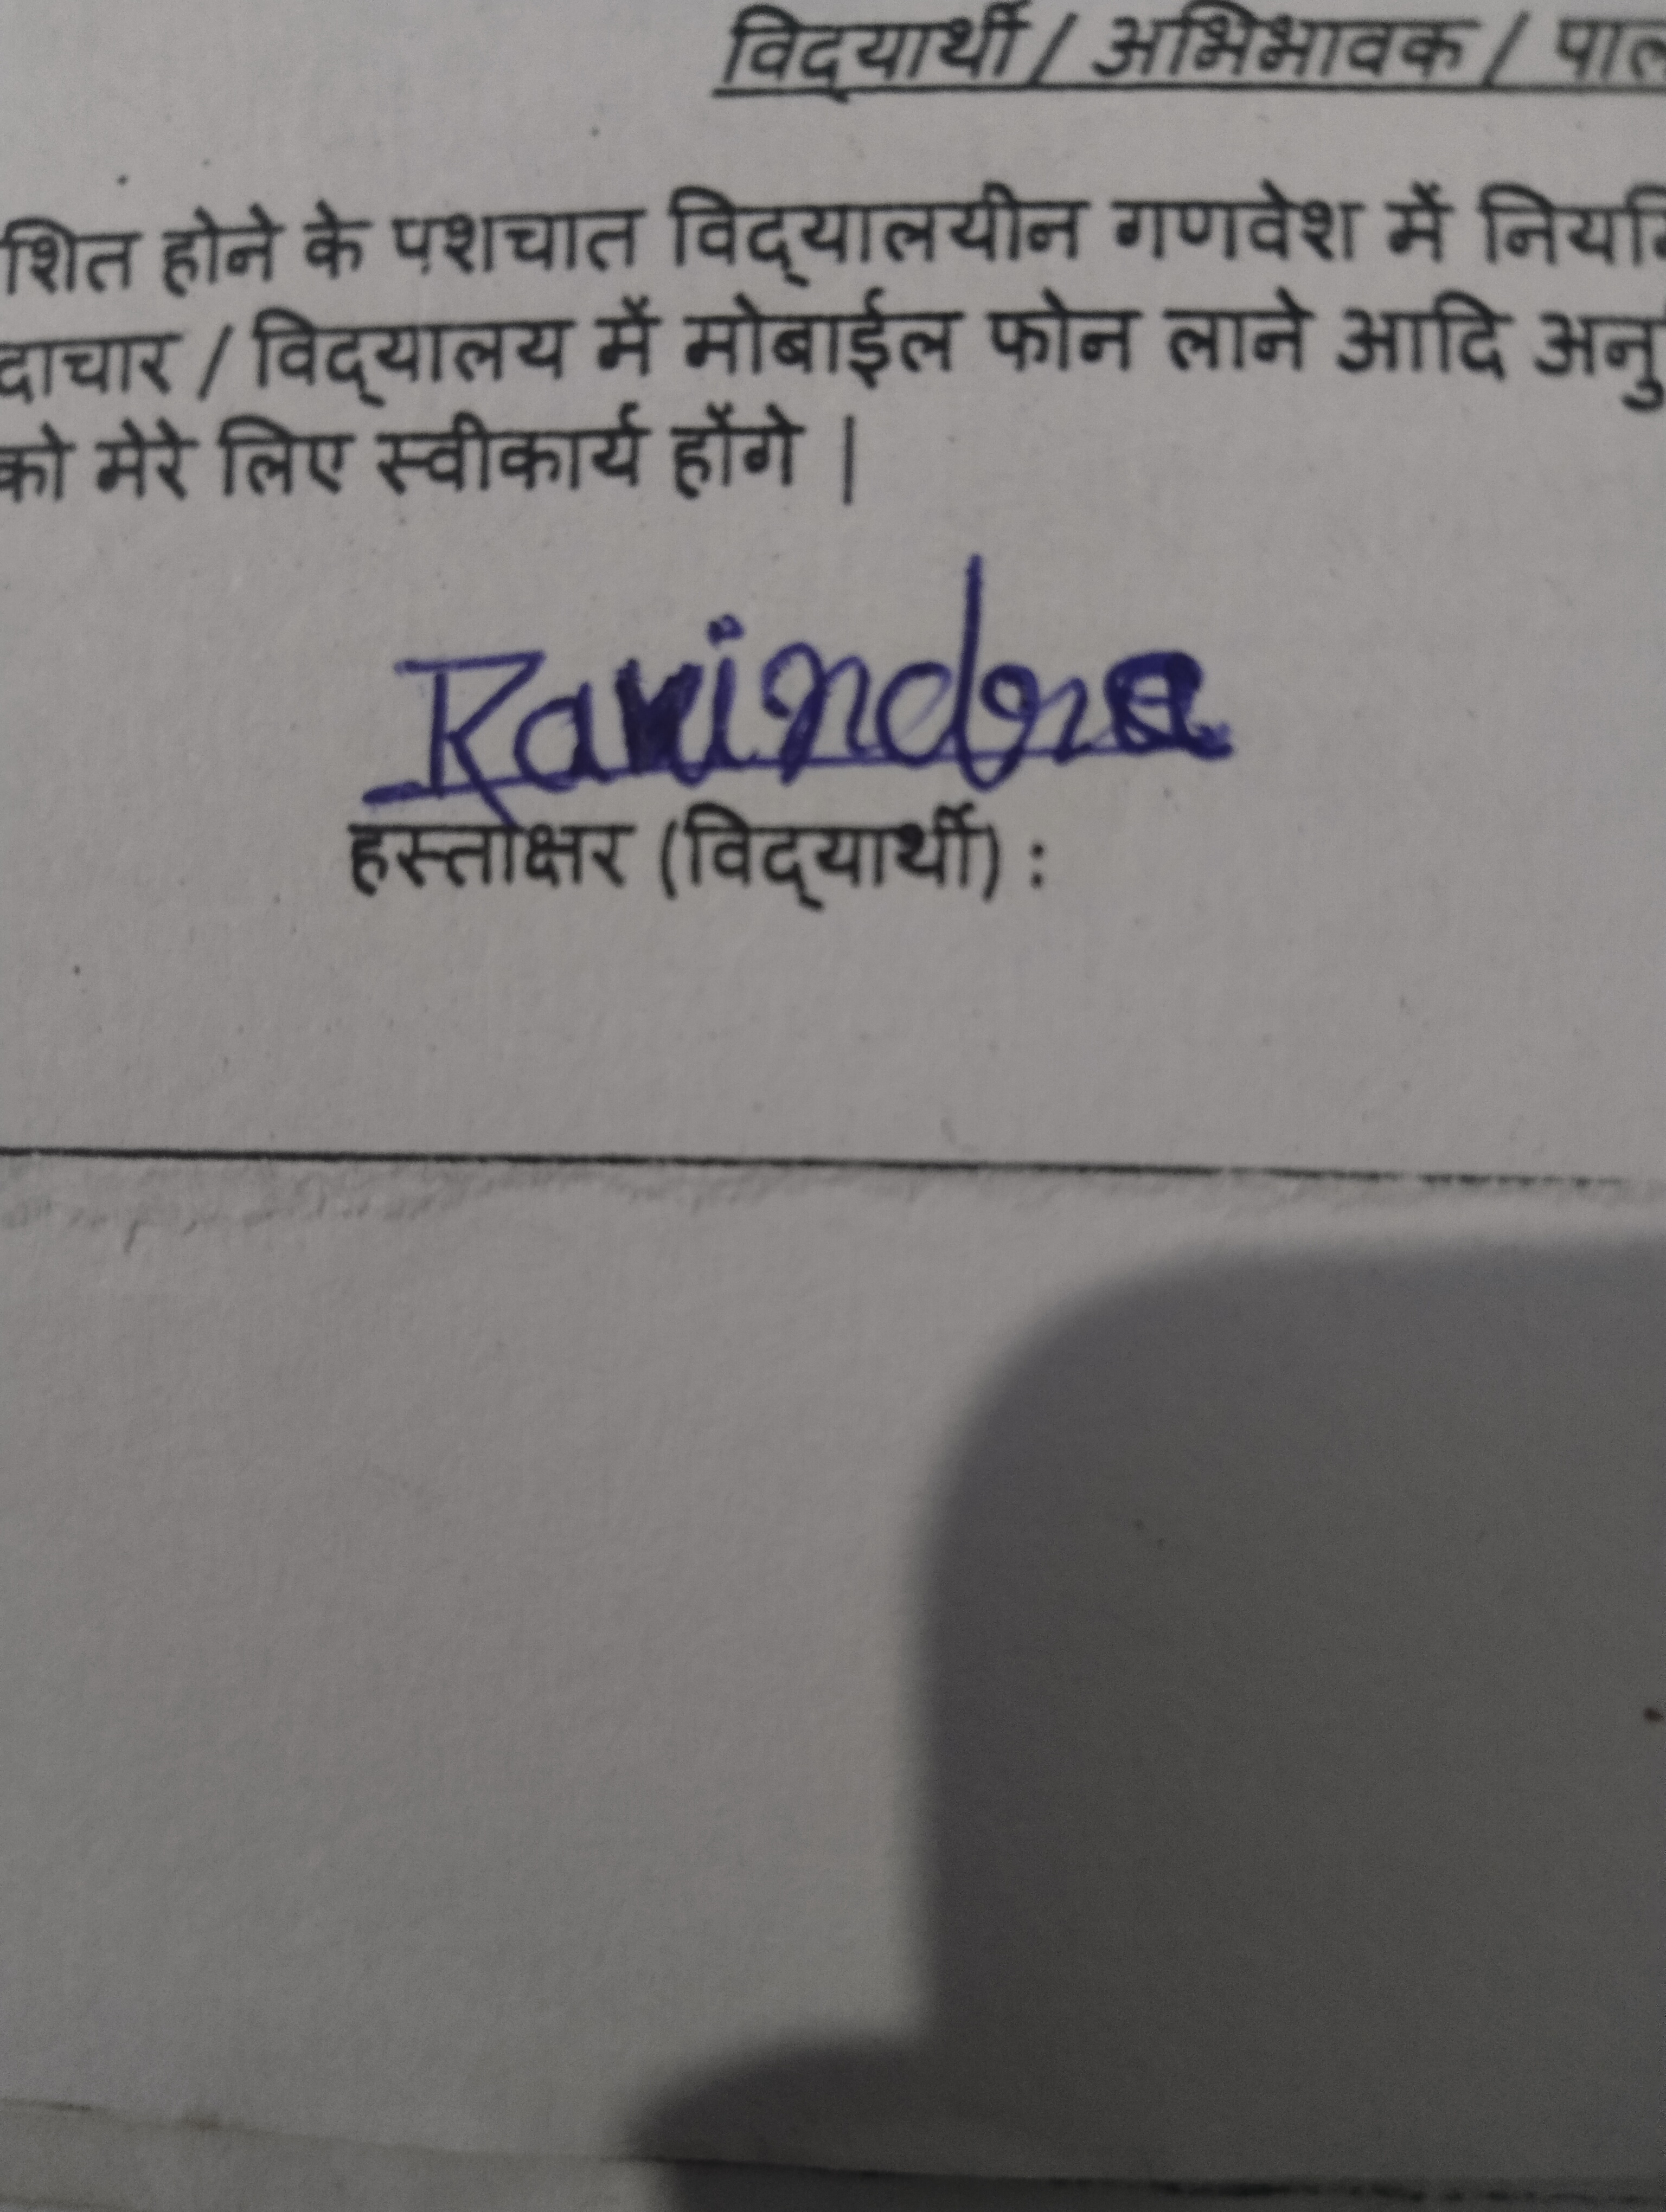 विद्यार्थी / अभिभावक / पाल
शित होने के पशचात विद्यालयीन गणवेश में नियमि
दाचार / विद्यालय में मोबाईल फोन लाने आदि अनु
को मेरे लिए स्वीकार्य होंगे |
Ravindra
हस्ताक्षर (विद्यार्थी) :